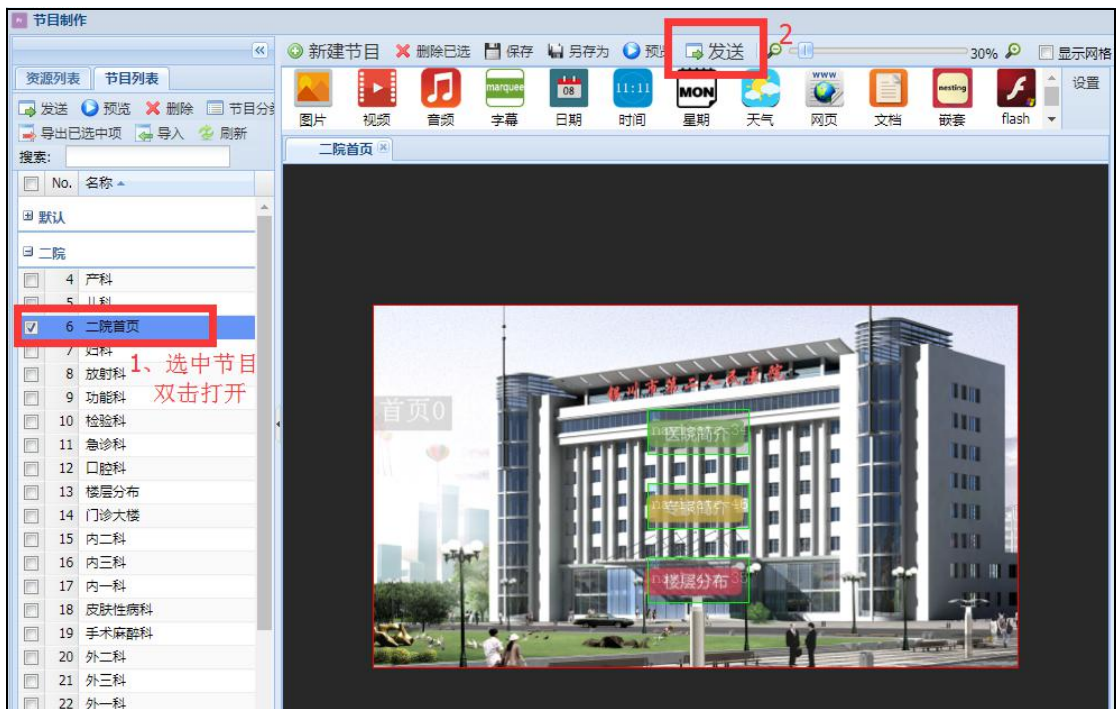 节目制作
2
新建节目 删除已选 保存 另存为 预览 发送 30% 显示网格
资源列表 节目列表
图片 视频 音频 字幕 日期 时间 星期 天气 网页 文档 嵌套 flash 设置
marquee 08 11:11 MON WWW nesting
发送 预览 删除 节目分类
导出已选中项 导入 刷新
搜索:
No. 名称
二院首页
默认
二院
4 产科
5 儿科
6 二院首页
7 妇科
8 放射科
9 功能科
10 检验科
11 急诊科
12 口腔科
13 楼层分布
14 门诊大楼
15 内二科
16 内三科
17 内一科
18 皮肤性病科
19 手术麻醉科
20 外二科
21 外三科
22 外一科
1、选中节目
双击打开
银川市第二人民医院
首页0
医院简介
楼层分布